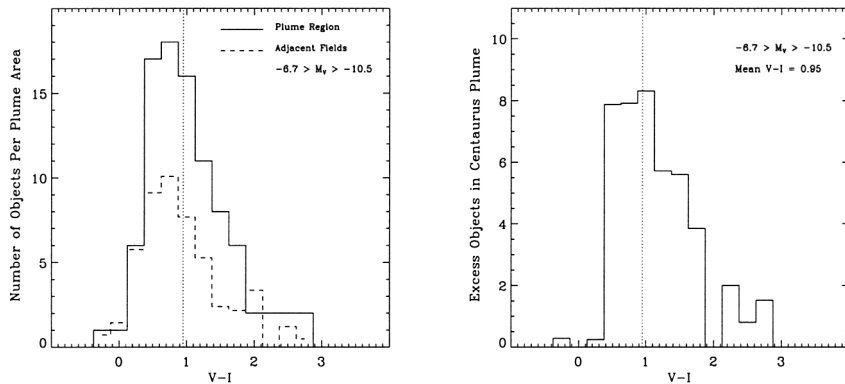 Number of Objects Per Plume Area
15
10
5
0
Plume Region
Adjacent Fields
-6.7 > M_V > -10.5
0 1 2 3
V-I
Excess Objects in Centaurus Plume
10
8
6
4
2
0
-6.7 > M_V > -10.5
Mean V-I = 0.95
0 1 2 3
V-I